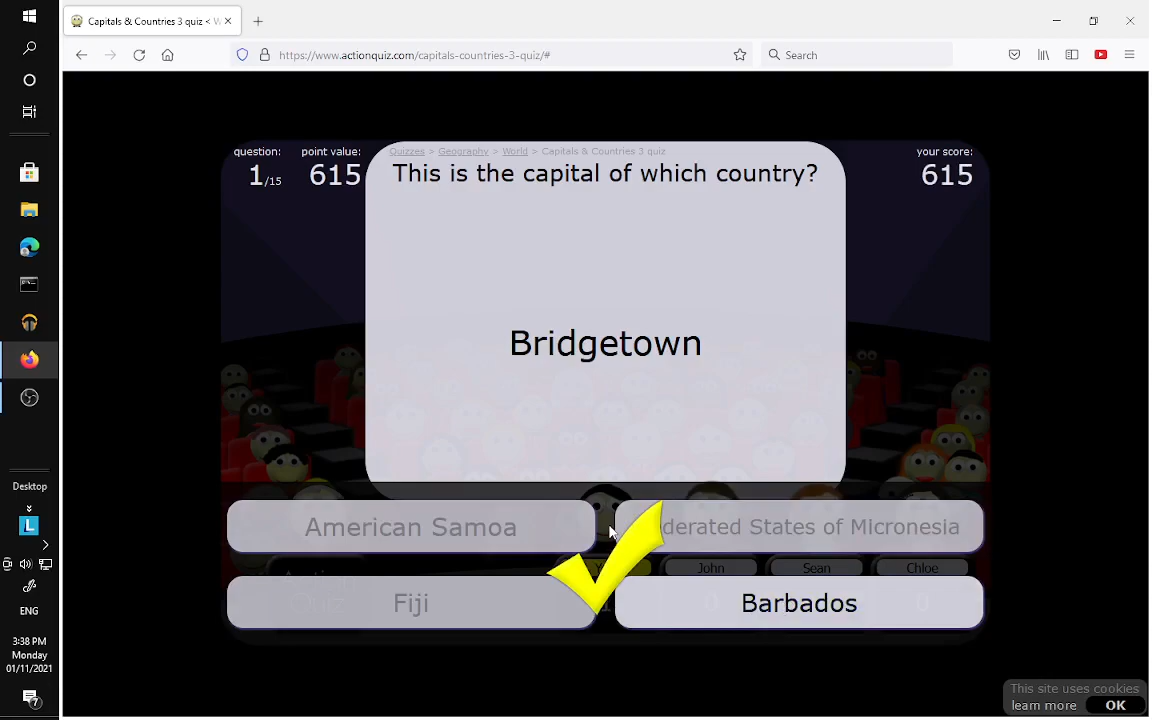 Capitals & Countries 3 quiz < W
https://www.actionquiz.com/capitals-countries-3-quiz/#
Search
question:
point value:
Quizzes > Geography > World > Capitals & Countries 3 quiz
your score:
1/15
615
This is the capital of which country?
615
Bridgetown
American Samoa
derated States of Micronesia
John
Sean
Chloe
Fiji
Barbados
Desktop
ENG
3:38 PM
Monday
01/11/2021
7
This site uses cookies
learn more
OK